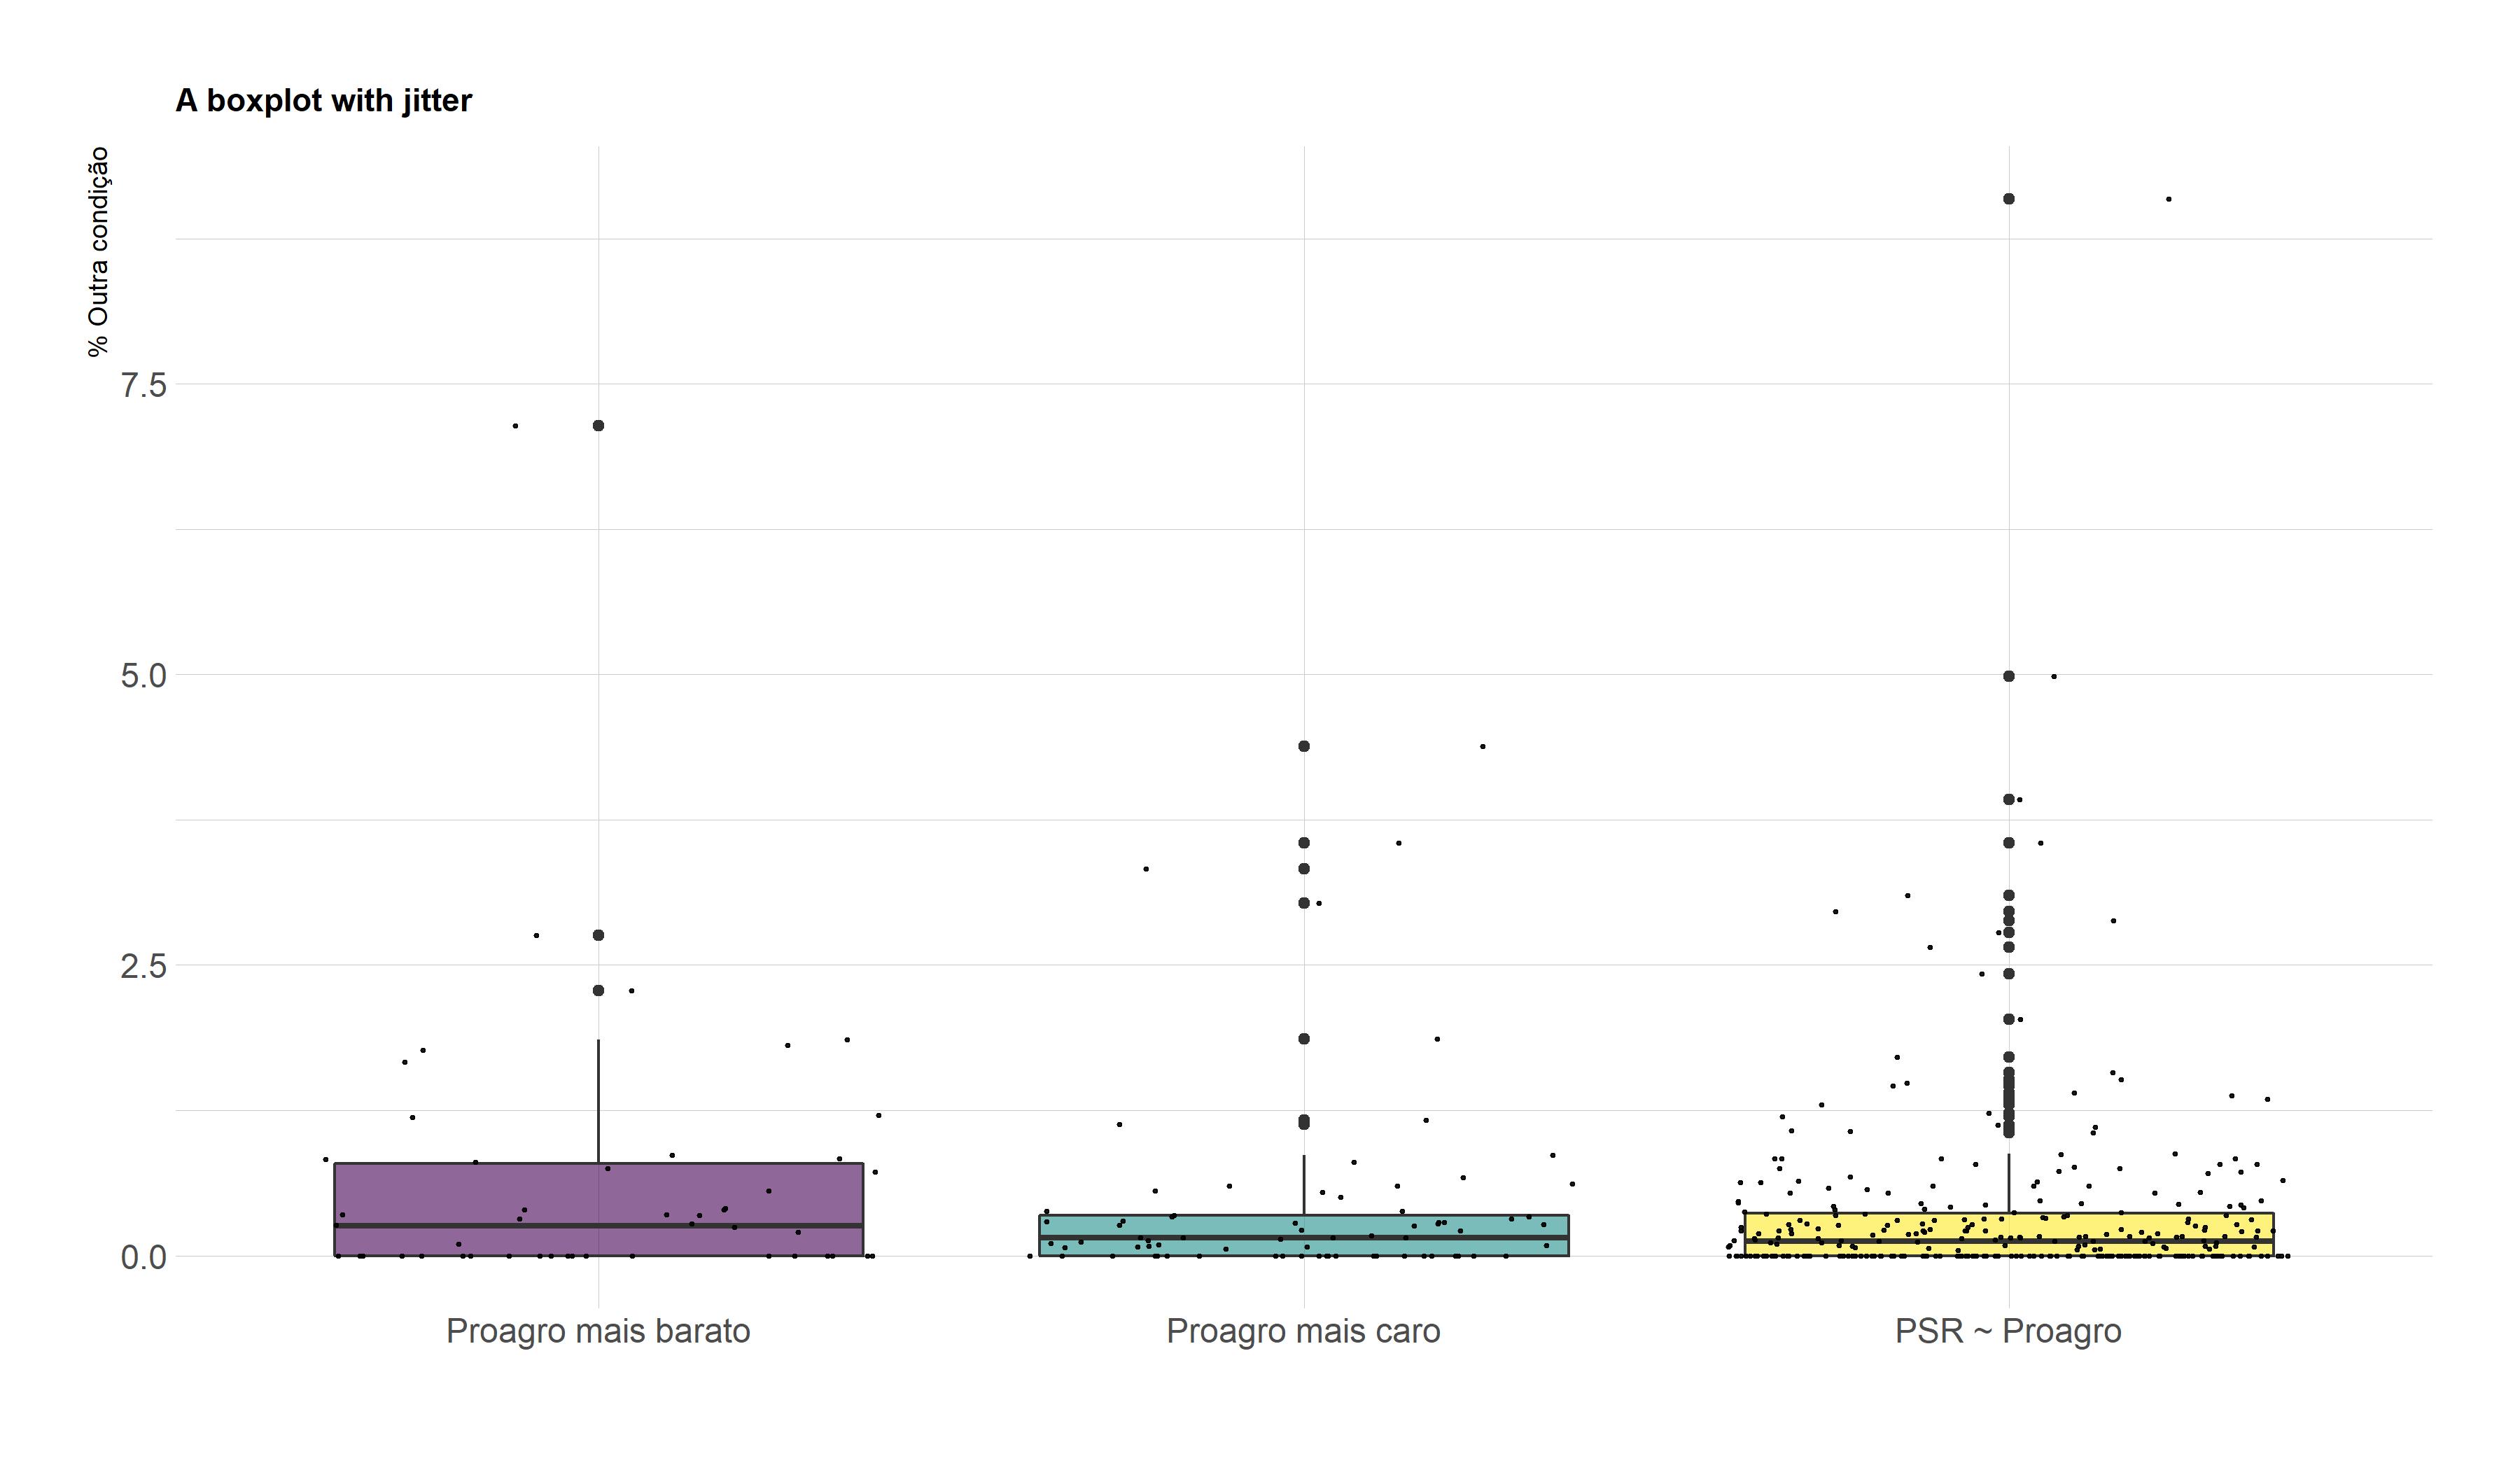 A boxplot with jitter
% Outra condição
7.5
5.0
2.5
0.0
Proagro mais barato
Proagro mais caro
PSR ~ Proagro